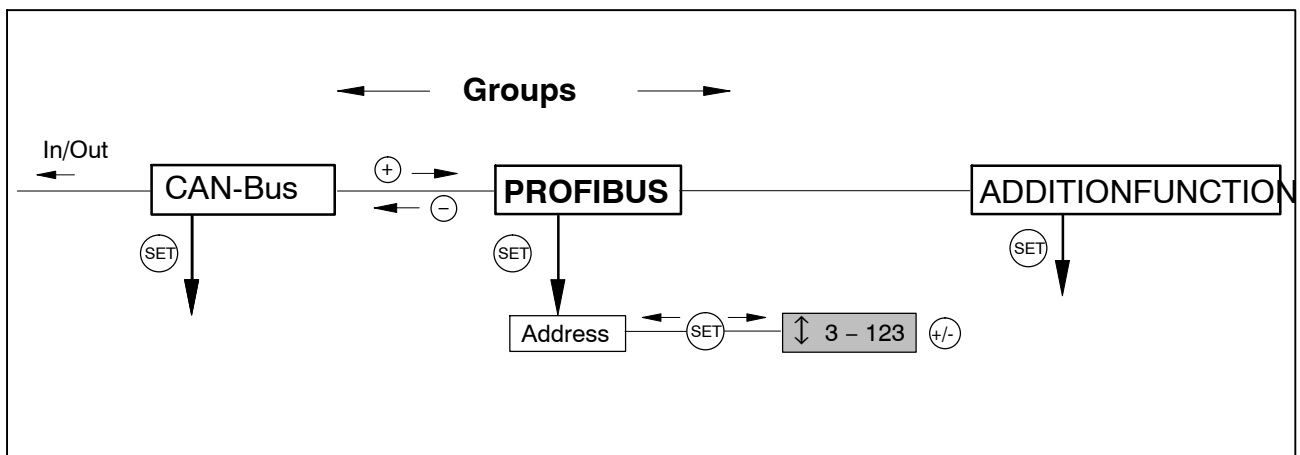 Groups
In/Out
CAN-Bus
+
−
PROFIBUS
ADDITIONFUNCTION
SET
SET
SET
Address
SET
↕ 3 – 123
+/-